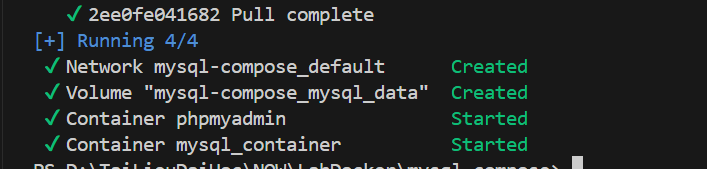 ✓ 2ee0fe041682 Pull complete
[+] Running 4/4
✓ Network mysql-compose_default Created
✓ Volume "mysql-compose_mysql_data" Created
✓ Container phpmyadmin Started
✓ Container mysql_container Started
PS D:\TaiLieuDaiHoc\NOW\LabDocker\mysql-compose>